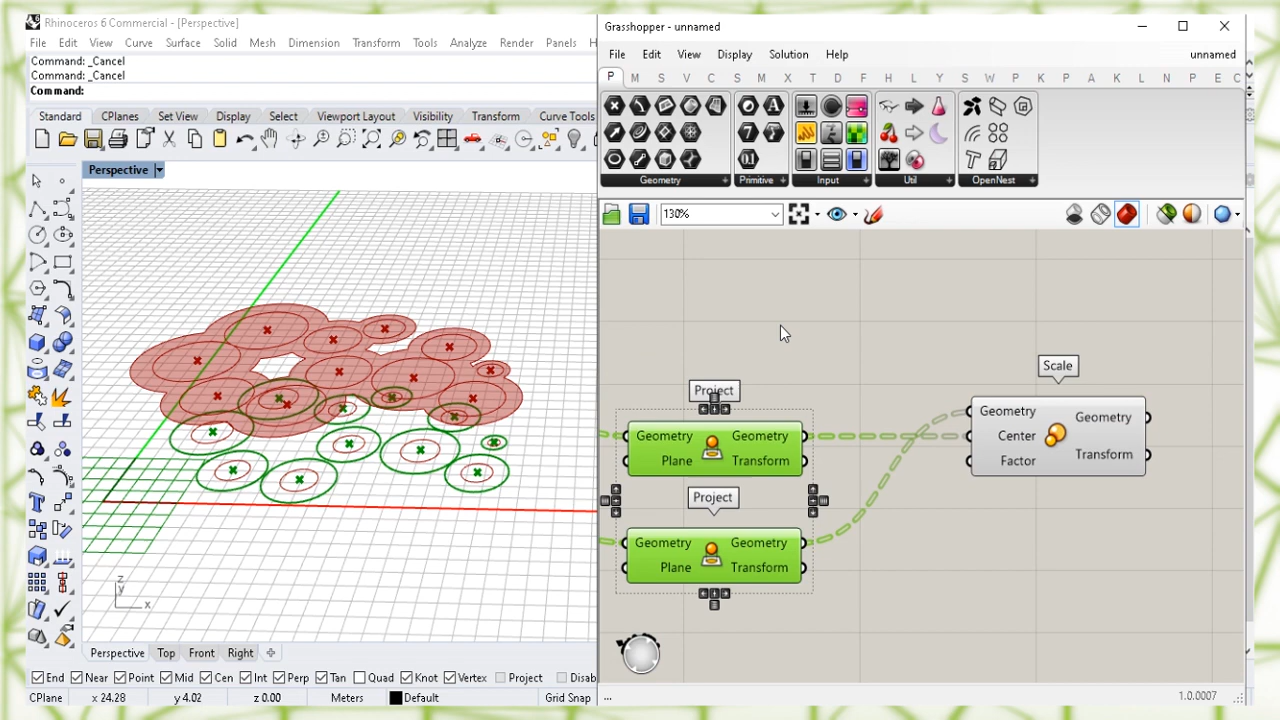 Rhinoceros 6 Commercial - [Perspective]
File Edit View Curve Surface Solid Mesh Dimension Transform Tools Analyze Render Panels H
Command: _Cancel
Command: _Cancel
Command:
Standard CPlanes Set View Display Select Viewport Layout Visibility Transform Curve Tools
Perspective
z
y
x
Perspective Top Front Right
End Near Point Mid Cen Int Perp Tan Quad Knot Vertex Project Disab
CPlane x 24.28 y 4.02 z 0.00 Meters Default Grid Snap
Grasshopper - unnamed
File Edit View Display Solution Help unnamed
P M S V C S V M X T D F H L Y S W P K P A K L N P E C
Geometry Primitive Input Util OpenNest
130%
Project
Geometry Geometry
Plane Transform
Project
Geometry Geometry
Plane Transform
Scale
Geometry Geometry
Center
Factor Transform
... 1.0.0007